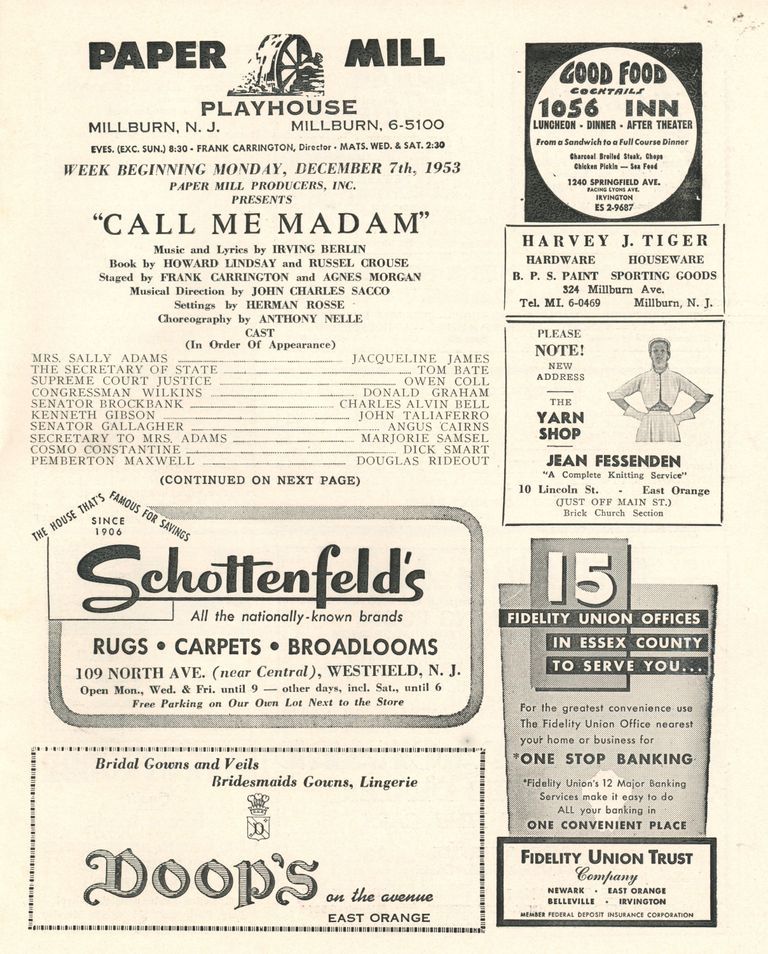 PAPER MILL
PLAYHOUSE
MILLBURN, N. J. MILLBURN, 6-5100
EVES. (EXC. SUN.) 8:30 • FRANK CARRINGTON, Director • MATS. WED. & SAT. 2:30
WEEK BEGINNING MONDAY, DECEMBER 7th, 1953
PAPER MILL PRODUCERS, INC.
PRESENTS
"CALL ME MADAM"
Music and Lyrics by IRVING BERLIN
Book by HOWARD LINDSAY and RUSSEL CROUSE
Staged by FRANK CARRINGTON and AGNES MORGAN
Musical Direction by JOHN CHARLES SACCO
Settings by HERMAN ROSSE
Choreography by ANTHONY NELLE
CAST
(In Order Of Appearance)
MRS. SALLY ADAMS JACQUELINE JAMES
THE SECRETARY OF STATE TOM BATE
SUPREME COURT JUSTICE OWEN COLL
CONGRESSMAN WILKINS DONALD GRAHAM
SENATOR BROCKBANK CHARLES ALVIN BELL
KENNETH GIBSON JOHN TALIAFERRO
SENATOR GALLAGHER ANGUS CAIRNS
SECRETARY TO MRS. ADAMS MARJORIE SAMSEL
COSMO CONSTANTINE DICK SMART
PEMBERTON MAXWELL DOUGLAS RIDEOUT
(CONTINUED ON NEXT PAGE)
THE HOUSE THAT'S FAMOUS FOR SAVINGS
SINCE
1906
Schottenfeld's
All the nationally-known brands
RUGS • CARPETS • BROADLOOMS
109 NORTH AVE. (near Central), WESTFIELD, N. J.
Open Mon., Wed. & Fri. until 9 — other days, incl. Sat., until 6
Free Parking on Our Own Lot Next to the Store
Bridal Gowns and Veils
Bridesmaids Gowns, Lingerie
D
Doop's on the avenue
EAST ORANGE
GOOD FOOD
COCKTAILS
1056 INN
LUNCHEON - DINNER - AFTER THEATER
From a Sandwich to a Full Course Dinner
Charcoal Broiled Steak, Chops
Chicken Pickin — Sea Food
1240 SPRINGFIELD AVE.
FACING LYONS AVE.
IRVINGTON
ES 2-9687
HARVEY J. TIGER
HARDWARE HOUSEWARE
B. P. S. PAINT SPORTING GOODS
324 Millburn Ave.
Tel. MI. 6-0469 Millburn, N. J.
PLEASE
NOTE!
NEW
ADDRESS
THE
YARN
SHOP
JEAN FESSENDEN
"A Complete Knitting Service"
10 Lincoln St. - East Orange
(JUST OFF MAIN ST.)
Brick Church Section
15
FIDELITY UNION OFFICES
IN ESSEX COUNTY
TO SERVE YOU...
For the greatest convenience use
The Fidelity Union Office nearest
your home or business for
*ONE STOP BANKING
*Fidelity Union's 12 Major Banking
Services make it easy to do
ALL your banking in
ONE CONVENIENT PLACE
FIDELITY UNION TRUST
Company
NEWARK • EAST ORANGE
BELLEVILLE • IRVINGTON
MEMBER FEDERAL DEPOSIT INSURANCE CORPORATION